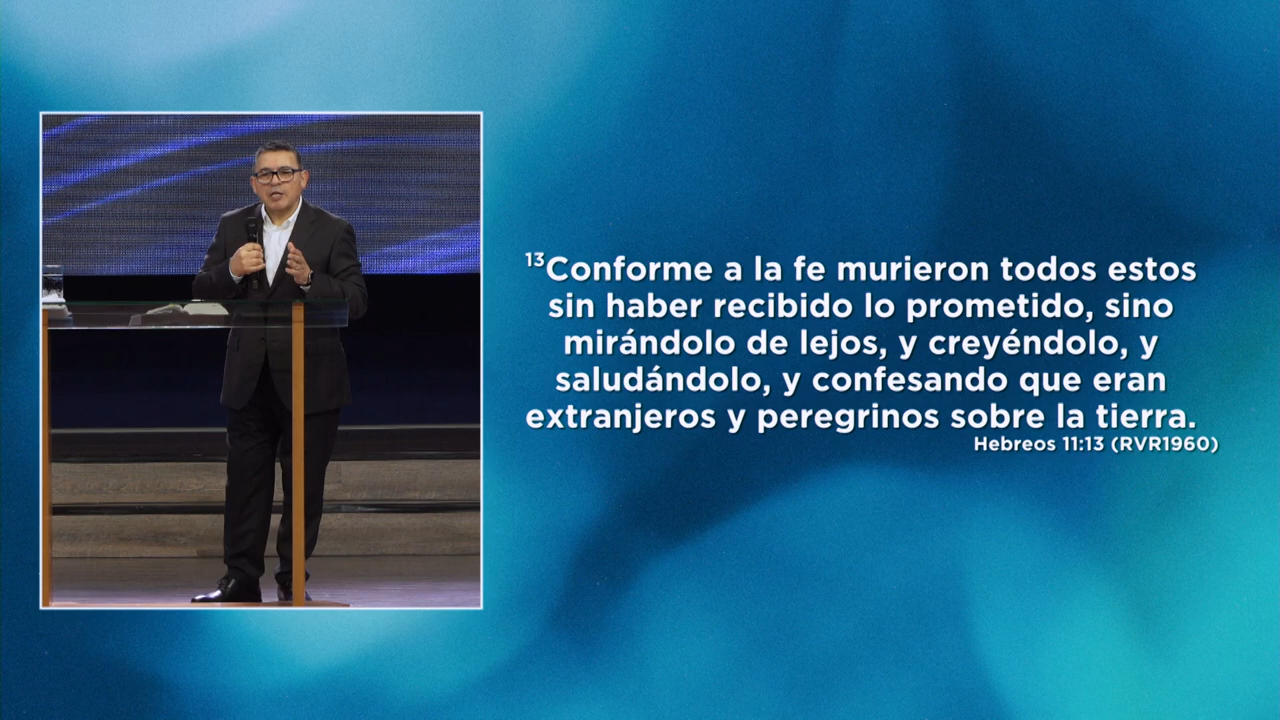 ¹³Conforme a la fe murieron todos estos
sin haber recibido lo prometido, sino
mirándolo de lejos, y creyéndolo, y
saludándolo, y confesando que eran
extranjeros y peregrinos sobre la tierra.
Hebreos 11:13 (RVR1960)